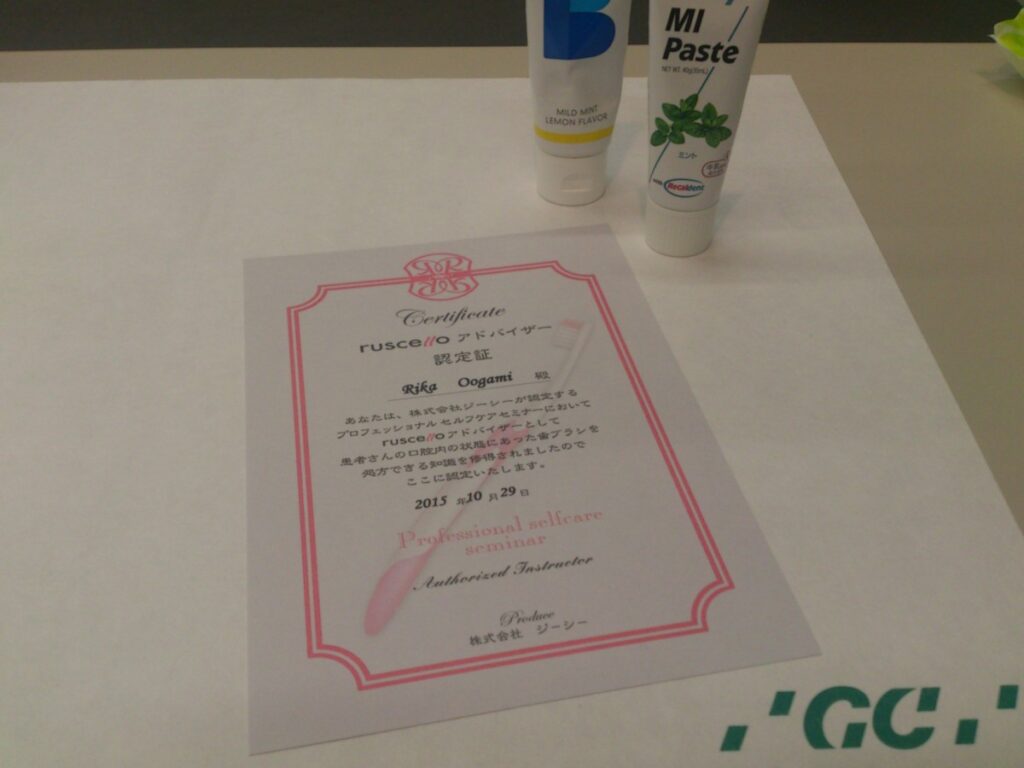 B
MILD MINT
LEMON FLAVOR
MI
Paste
NET WT. 40g(35mL)
ミント
with Recaldent
Certificate
ruscello アドバイザー
認定証
Rika Oogami 殿
あなたは、株式会社ジーシーが認定する
プロフェッショナル セルフケアセミナーにおいて
ruscello アドバイザーとして
患者さんの口腔内の状態にあった歯ブラシを
処方できる知識を修得されましたので
ここに認定いたします。
2015 年10 月 29 日
Professional selfcare
seminar
Authorized Instructor
Produce
株式会社 ジーシー
GC